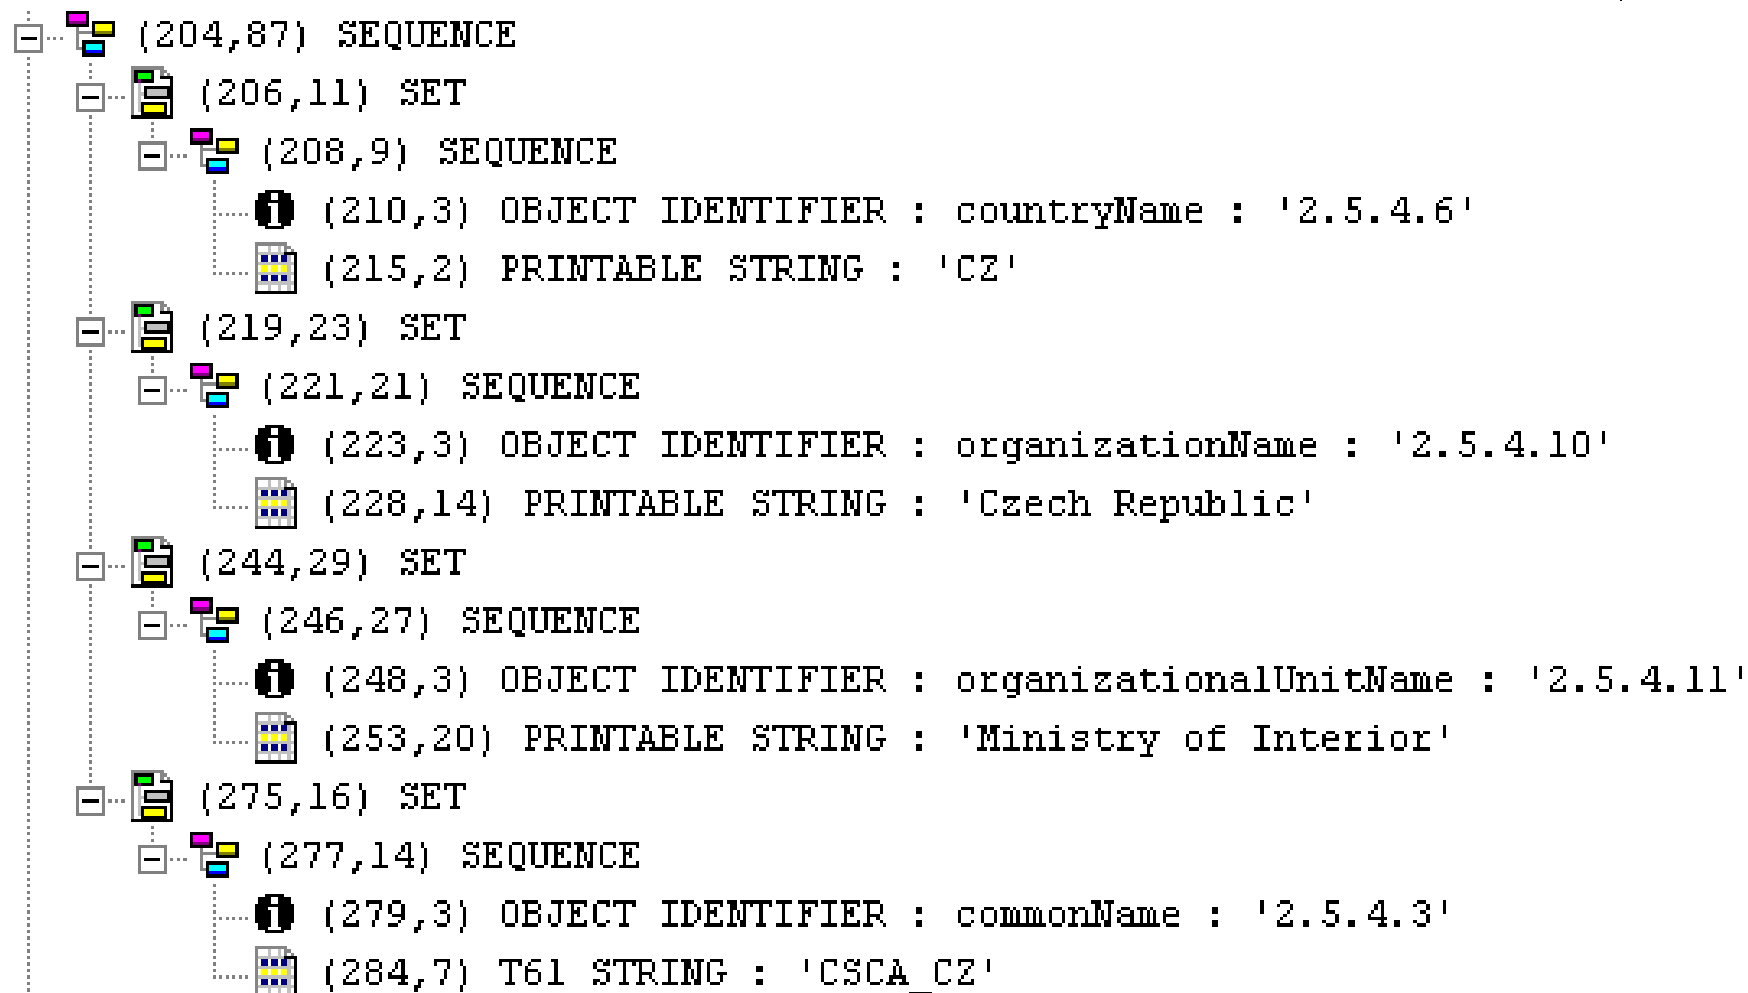 (204,87) SEQUENCE
(206,11) SET
(208,9) SEQUENCE
(210,3) OBJECT IDENTIFIER : countryName : '2.5.4.6'
(215,2) PRINTABLE STRING : 'CZ'
(219,23) SET
(221,21) SEQUENCE
(223,3) OBJECT IDENTIFIER : organizationName : '2.5.4.10'
(228,14) PRINTABLE STRING : 'Czech Republic'
(244,29) SET
(246,27) SEQUENCE
(248,3) OBJECT IDENTIFIER : organizationalUnitName : '2.5.4.11'
(253,20) PRINTABLE STRING : 'Ministry of Interior'
(275,16) SET
(277,14) SEQUENCE
(279,3) OBJECT IDENTIFIER : commonName : '2.5.4.3'
(284,7) T61 STRING : 'CSCA_CZ'